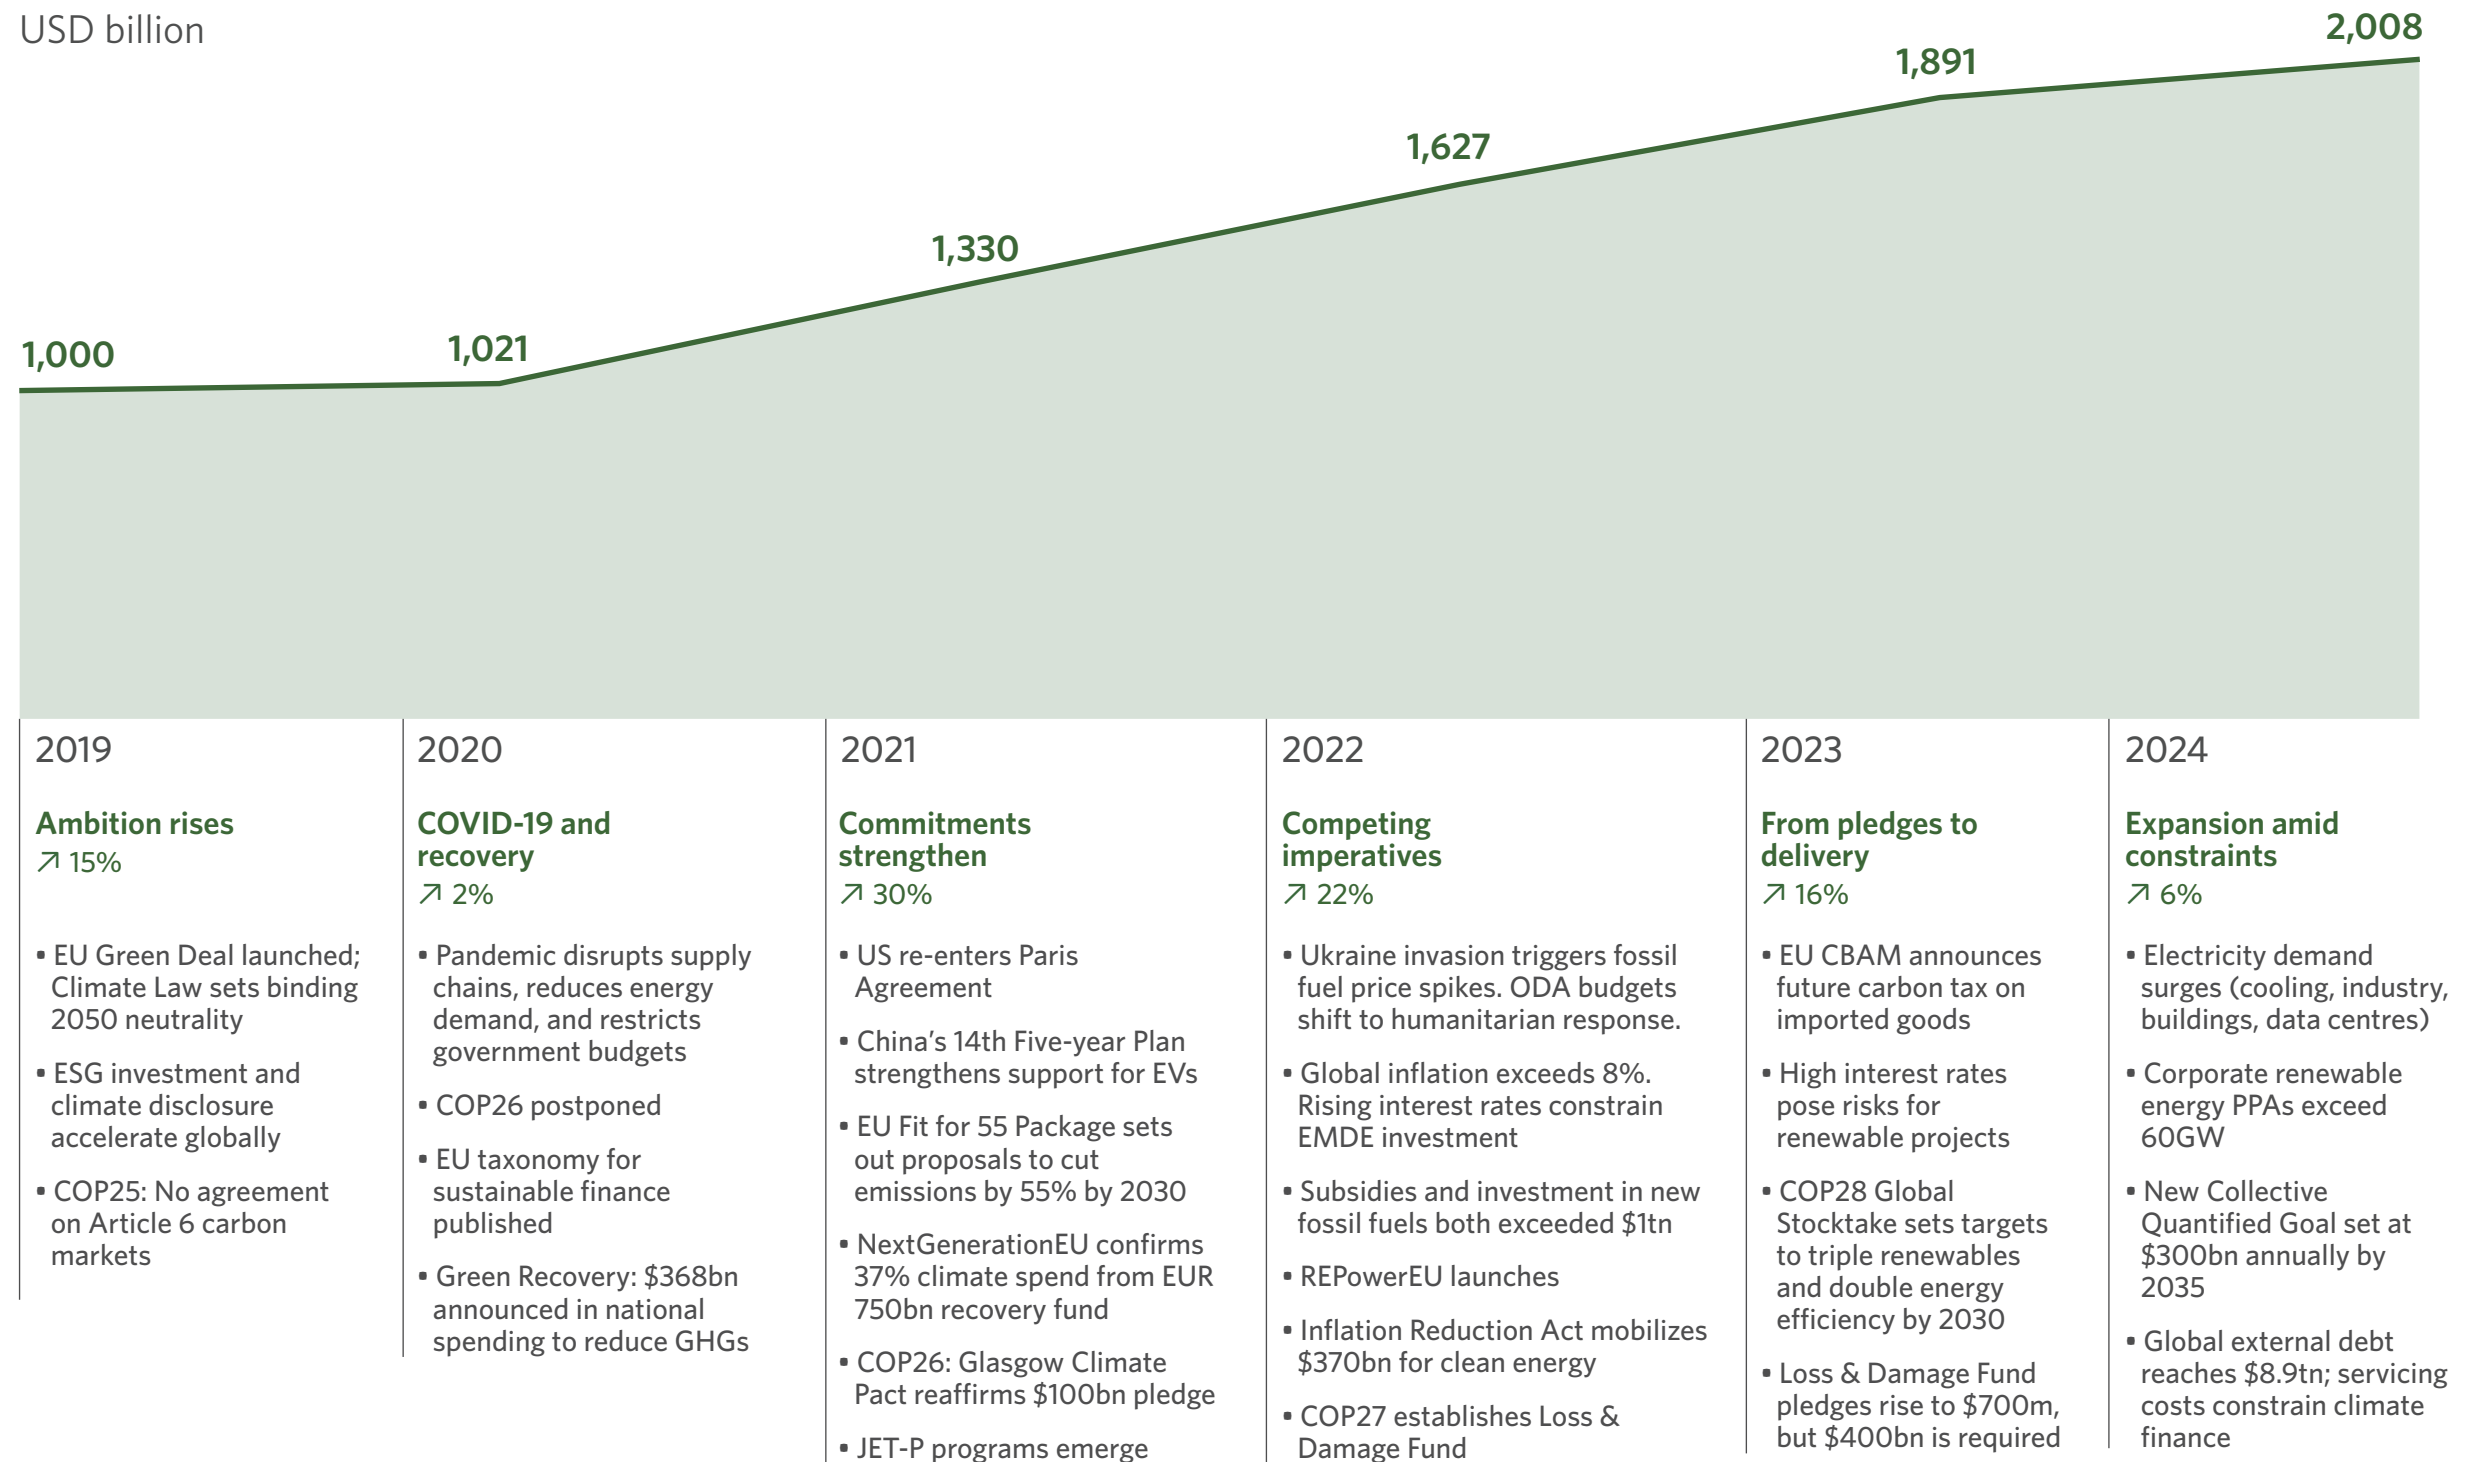 USD billion
1,000
1,021
1,330
1,627
1,891
2,008
2019
Ambition rises
↗ 15%
▪ EU Green Deal launched;
Climate Law sets binding
2050 neutrality
▪ ESG investment and
climate disclosure
accelerate globally
▪ COP25: No agreement
on Article 6 carbon
markets
2020
COVID-19 and
recovery
↗ 2%
▪ Pandemic disrupts supply
chains, reduces energy
demand, and restricts
government budgets
▪ COP26 postponed
▪ EU taxonomy for
sustainable finance
published
▪ Green Recovery: $368bn
announced in national
spending to reduce GHGs
2021
Commitments
strengthen
↗ 30%
▪ US re-enters Paris
Agreement
▪ China's 14th Five-year Plan
strengthens support for EVs
▪ EU Fit for 55 Package sets
out proposals to cut
emissions by 55% by 2030
▪ NextGenerationEU confirms
37% climate spend from EUR
750bn recovery fund
▪ COP26: Glasgow Climate
Pact reaffirms $100bn pledge
▪ JET-P programs emerge
2022
Competing
imperatives
↗ 22%
▪ Ukraine invasion triggers fossil
fuel price spikes. ODA budgets
shift to humanitarian response.
▪ Global inflation exceeds 8%.
Rising interest rates constrain
EMDE investment
▪ Subsidies and investment in new
fossil fuels both exceeded $1tn
▪ REPowerEU launches
▪ Inflation Reduction Act mobilizes
$370bn for clean energy
▪ COP27 establishes Loss &
Damage Fund
2023
From pledges to
delivery
↗ 16%
▪ EU CBAM announces
future carbon tax on
imported goods
▪ High interest rates
pose risks for
renewable projects
▪ COP28 Global
Stocktake sets targets
to triple renewables
and double energy
efficiency by 2030
▪ Loss & Damage Fund
pledges rise to $700m,
but $400bn is required
2024
Expansion amid
constraints
↗ 6%
▪ Electricity demand
surges (cooling, industry,
buildings, data centres)
▪ Corporate renewable
energy PPAs exceed
60GW
▪ New Collective
Quantified Goal set at
$300bn annually by
2035
▪ Global external debt
reaches $8.9tn; servicing
costs constrain climate
finance